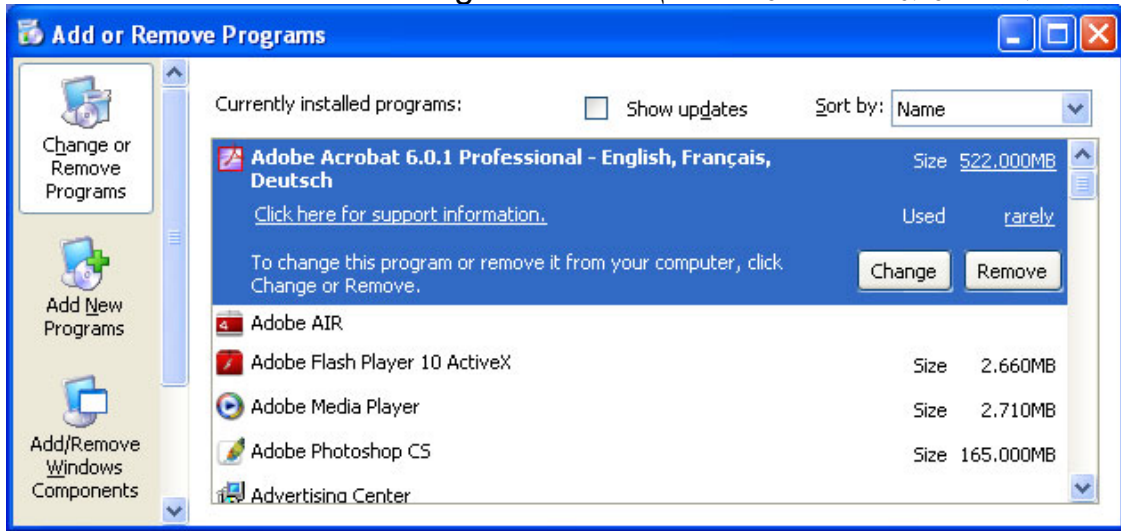 Add or Remove Programs
Change or
Remove
Programs
Add New
Programs
Add/Remove
Windows
Components
Currently installed programs:
Show updates
Sort by: Name
Adobe Acrobat 6.0.1 Professional - English, Français,
Deutsch
Size 522.000MB
Click here for support information.
Used rarely
To change this program or remove it from your computer, click
Change or Remove.
Change Remove
Adobe AIR
Adobe Flash Player 10 ActiveX Size 2.660MB
Adobe Media Player Size 2.710MB
Adobe Photoshop CS Size 165.000MB
Advertising Center